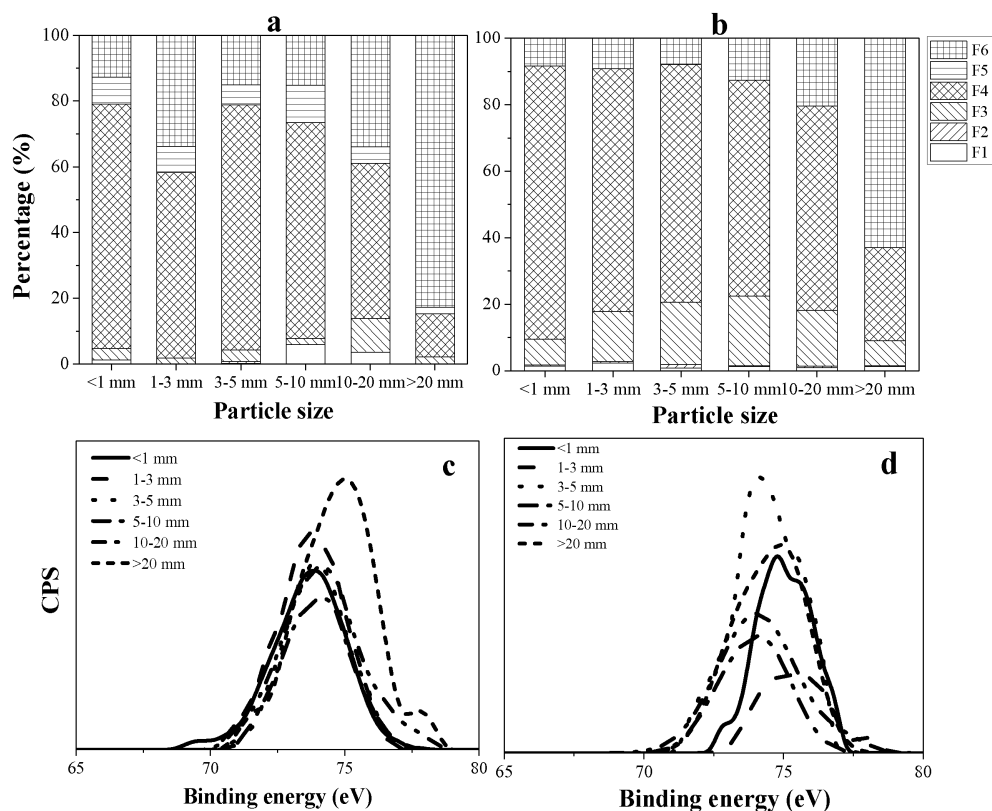 a
100
80
60
40
20
0
Percentage (%)
<1 mm 1-3 mm 3-5 mm 5-10 mm 10-20 mm >20 mm
Particle size
b
100
80
60
40
20
0
<1 mm 1-3 mm 3-5 mm 5-10 mm 10-20 mm >20 mm
Particle size
F6
F5
F4
F3
F2
F1
c
<1 mm
1-3 mm
3-5 mm
5-10 mm
10-20 mm
>20 mm
CPS
65 70 75 80
Binding energy (eV)
d
<1 mm
1-3 mm
3-5 mm
5-10 mm
10-20 mm
>20 mm
65 70 75 80
Binding energy (eV)